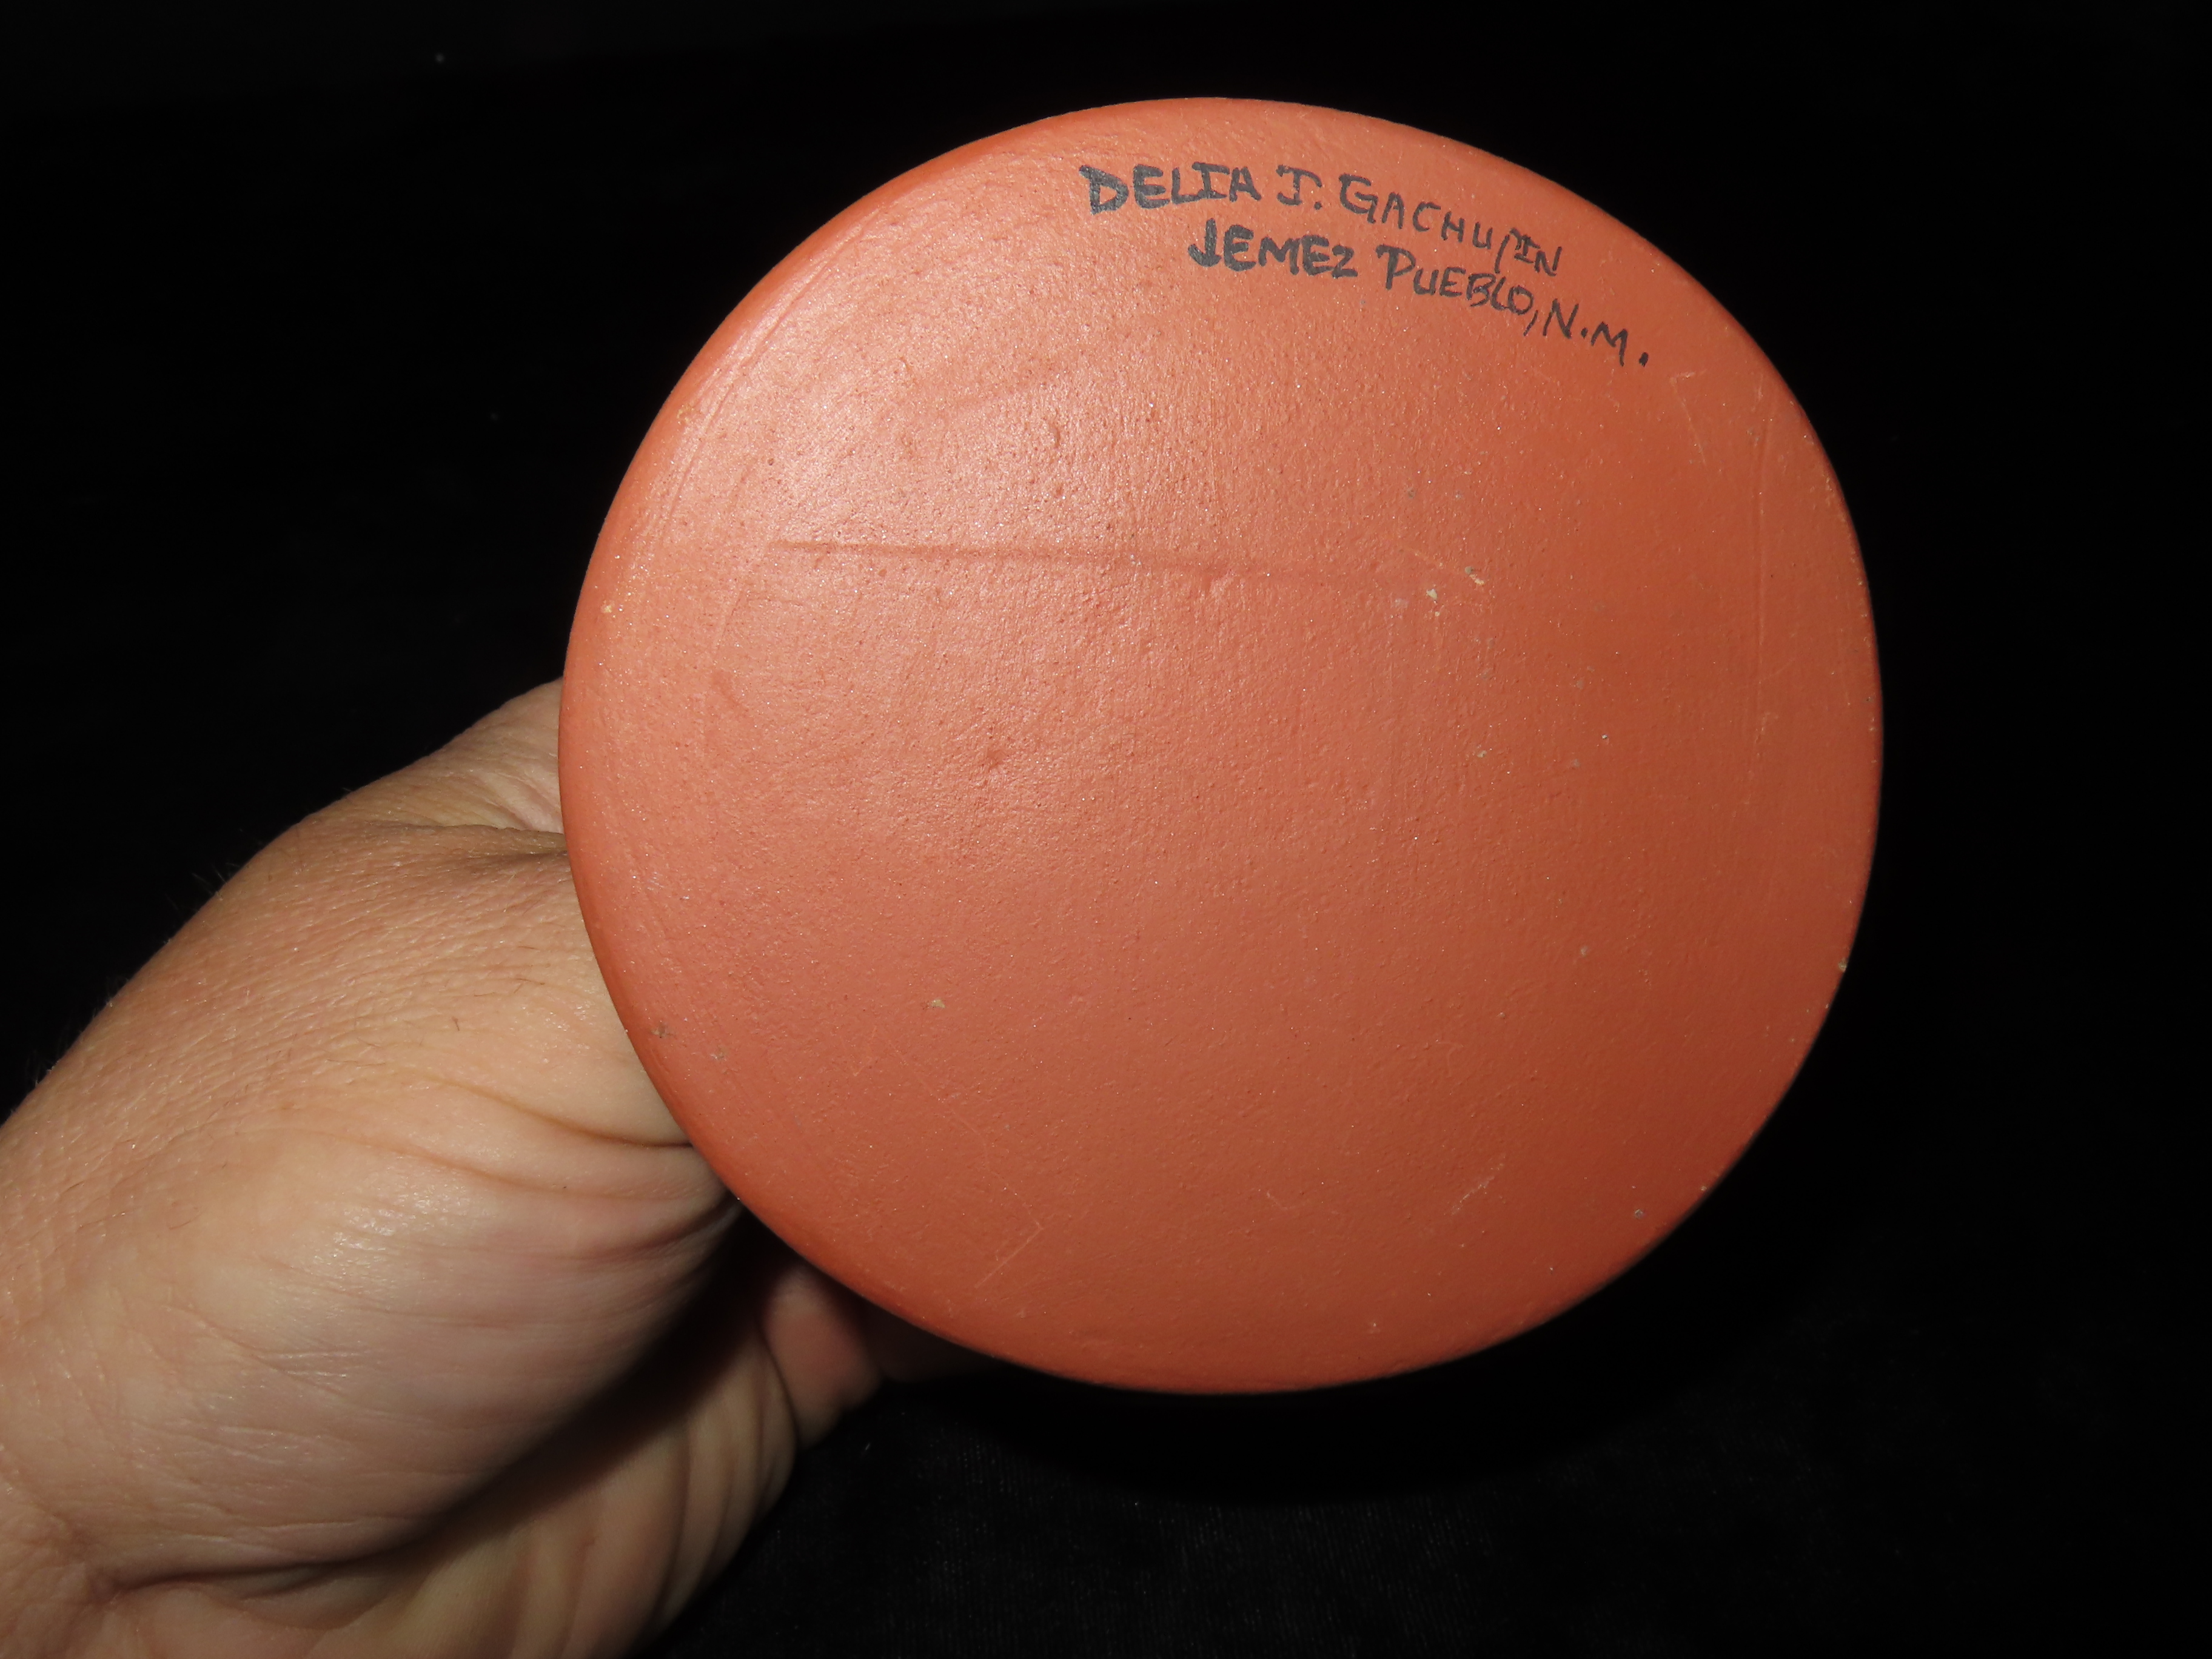 DELIA J. GACHUPIN
JEMEZ PUEBLO, N.M.